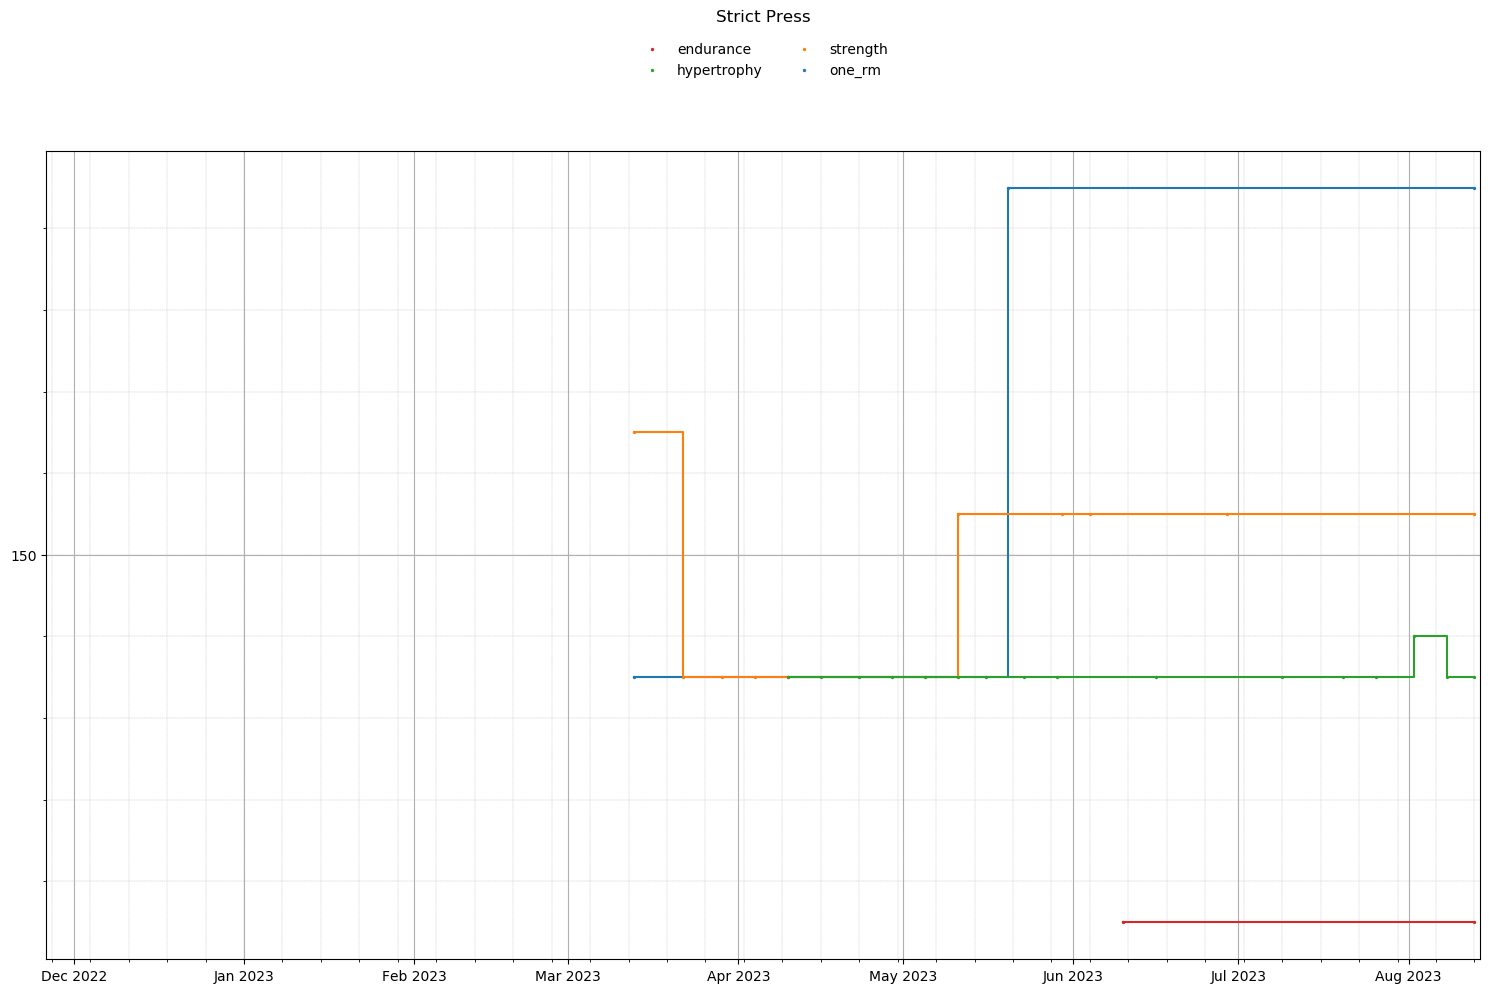 Strict Press
endurance strength
hypertrophy one_rm
150
Dec 2022 Jan 2023 Feb 2023 Mar 2023 Apr 2023 May 2023 Jun 2023 Jul 2023 Aug 2023